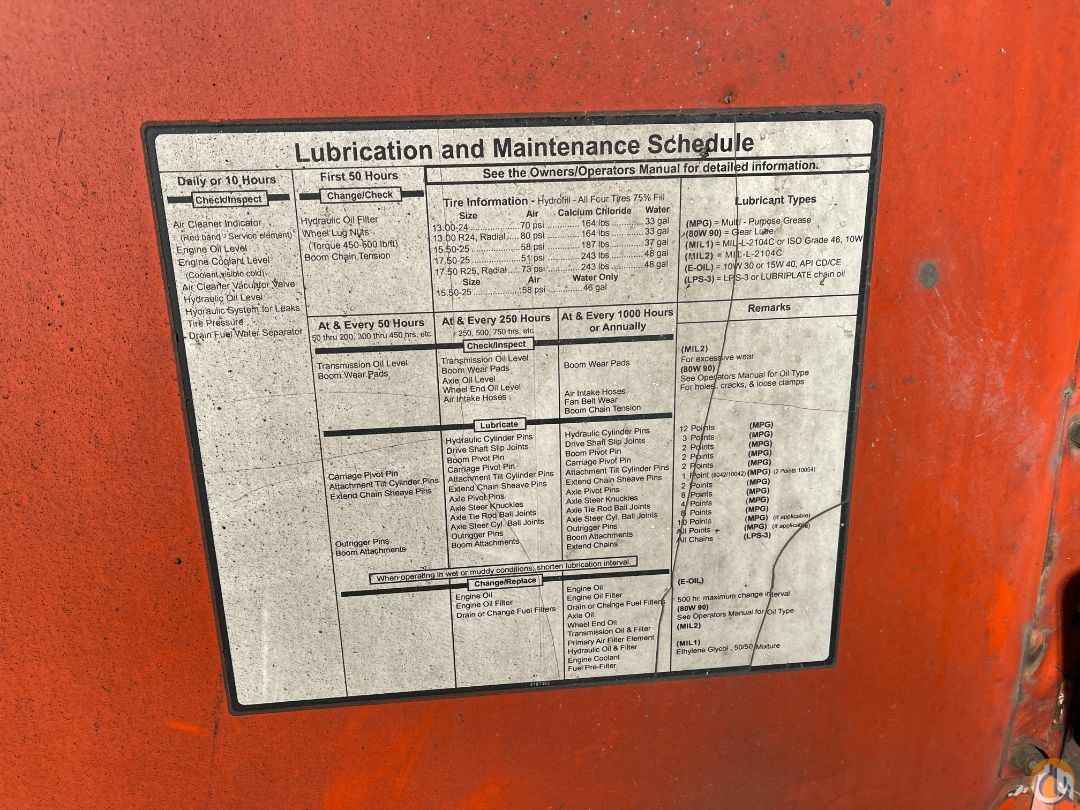 Lubrication and Maintenance Schedule
See the Owners/Operators Manual for detailed information.
Daily or 10 Hours
Check/Inspect
Air Cleaner Indicator
(Red band - Service element)
Engine Oil Level
Engine Coolant Level
(Coolant visible cold)
Air Cleaner Vacuator Valve
Hydraulic Oil Level
Hydraulic System for Leaks
Tire Pressure
Drain Fuel Water Separator
First 50 Hours
Change/Check
Hydraulic Oil Filter
Wheel Lug Nuts
(Torque 450-500 lb/ft)
Boom Chain Tension
Tire Information - Hydrofill - All Four Tires 75% Fill
Size Air Calcium Chloride Water
13.00-24 70 psi 164 lbs 33 gal
13.00 R24, Radial 80 psi 164 lbs 33 gal
15.50-25 58 psi 187 lbs 37 gal
17.50-25 51 psi 243 lbs 48 gal
17.50 R25, Radial 73 psi 243 lbs 48 gal
Size Air Water Only
15.50-25 58 psi 46 gal
Lubricant Types
(MPG) = Multi - Purpose Grease
(80W 90) = Gear Lube
(MIL1) = MIL-L-2104C or ISO Grade 46, 10W
(MIL2) = MIL-L-2104C
(E-OIL) = 10W 30 or 15W 40, API CD/CE
(LPS-3) = LPS-3 or LUBRIPLATE chain oil
At & Every 50 Hours
50 thru 200, 300 thru 450 hrs, etc.
At & Every 250 Hours
250, 500, 750 hrs, etc.
At & Every 1000 Hours
or Annually
Remarks
Check/Inspect
Transmission Oil Level
Boom Wear Pads
Transmission Oil Level
Boom Wear Pads
Axle Oil Level
Wheel End Oil Level
Air Intake Hoses
Boom Wear Pads
Air Intake Hoses
Fan Belt Wear
Boom Chain Tension
(MIL2)
For excessive wear
(80W 90)
See Operators Manual for Oil Type
For holes, cracks, & loose clamps
Lubricate
Carriage Pivot Pin
Attachment Tilt Cylinder Pins
Extend Chain Sheave Pins
Outrigger Pins
Boom Attachments
Hydraulic Cylinder Pins
Drive Shaft Slip Joints
Boom Pivot Pin
Carriage Pivot Pin
Attachment Tilt Cylinder Pins
Extend Chain Sheave Pins
Axle Pivot Pins
Axle Steer Knuckles
Axle Tie Rod Ball Joints
Axle Steer Cyl. Ball Joints
Outrigger Pins
Boom Attachments
Hydraulic Cylinder Pins
Drive Shaft Slip Joints
Boom Pivot Pin
Carriage Pivot Pin
Attachment Tilt Cylinder Pins
Extend Chain Sheave Pins
Axle Pivot Pins
Axle Steer Knuckles
Axle Tie Rod Ball Joints
Axle Steer Cyl. Ball Joints
Outrigger Pins
Boom Attachments
Extend Chains
12 Points (MPG)
3 Points (MPG)
2 Points (MPG)
2 Points (MPG)
2 Points (MPG)
1 Point (8042/10042) (MPG) (2 Points 10054)
2 Points (MPG)
8 Points (MPG)
4 Points (MPG)
8 Points (MPG)
10 Points (MPG) (if applicable)
All Points (MPG) (if applicable)
All Chains (LPS-3)
When operating in wet or muddy conditions, shorten lubrication interval.
Change/Replace
Engine Oil
Engine Oil Filter
Drain or Change Fuel Filters
Engine Oil
Engine Oil Filter
Drain or Change Fuel Filters
Axle Oil
Wheel End Oil
Transmission Oil & Filter
Primary Air Filter Element
Hydraulic Oil & Filter
Engine Coolant
Fuel Pre-Filter
(E-OIL)
500 hr. maximum change interval
(80W 90)
See Operators Manual for Oil Type
(MIL2)
(MIL1)
Ethylene Glycol , 50/50 Mixture